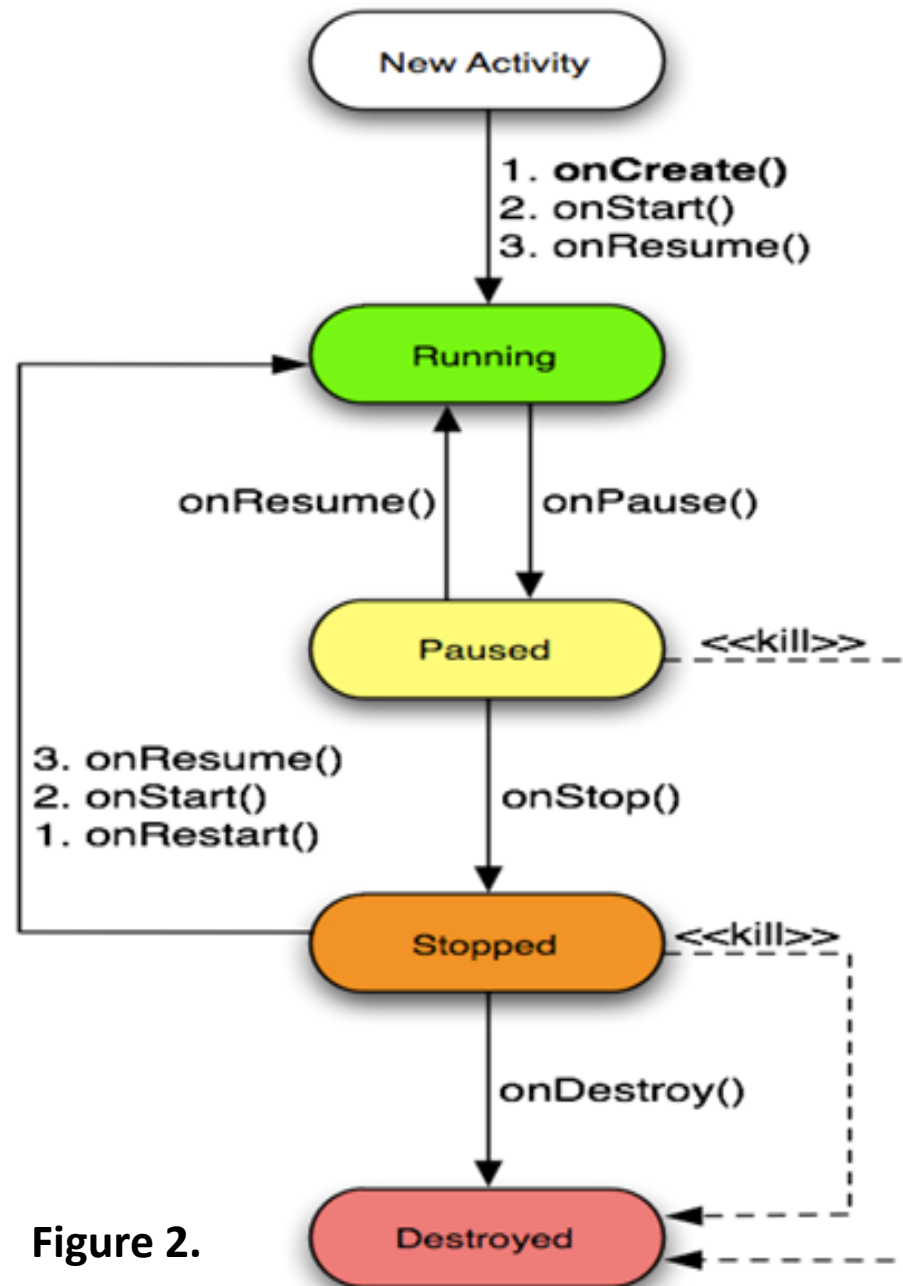 New Activity
1. onCreate()
2. onStart()
3. onResume()
Running
onResume()
onPause()
Paused
<<kill>>
3. onResume()
2. onStart()
1. onRestart()
onStop()
Stopped
<<kill>>
onDestroy()
Destroyed
Figure 2.